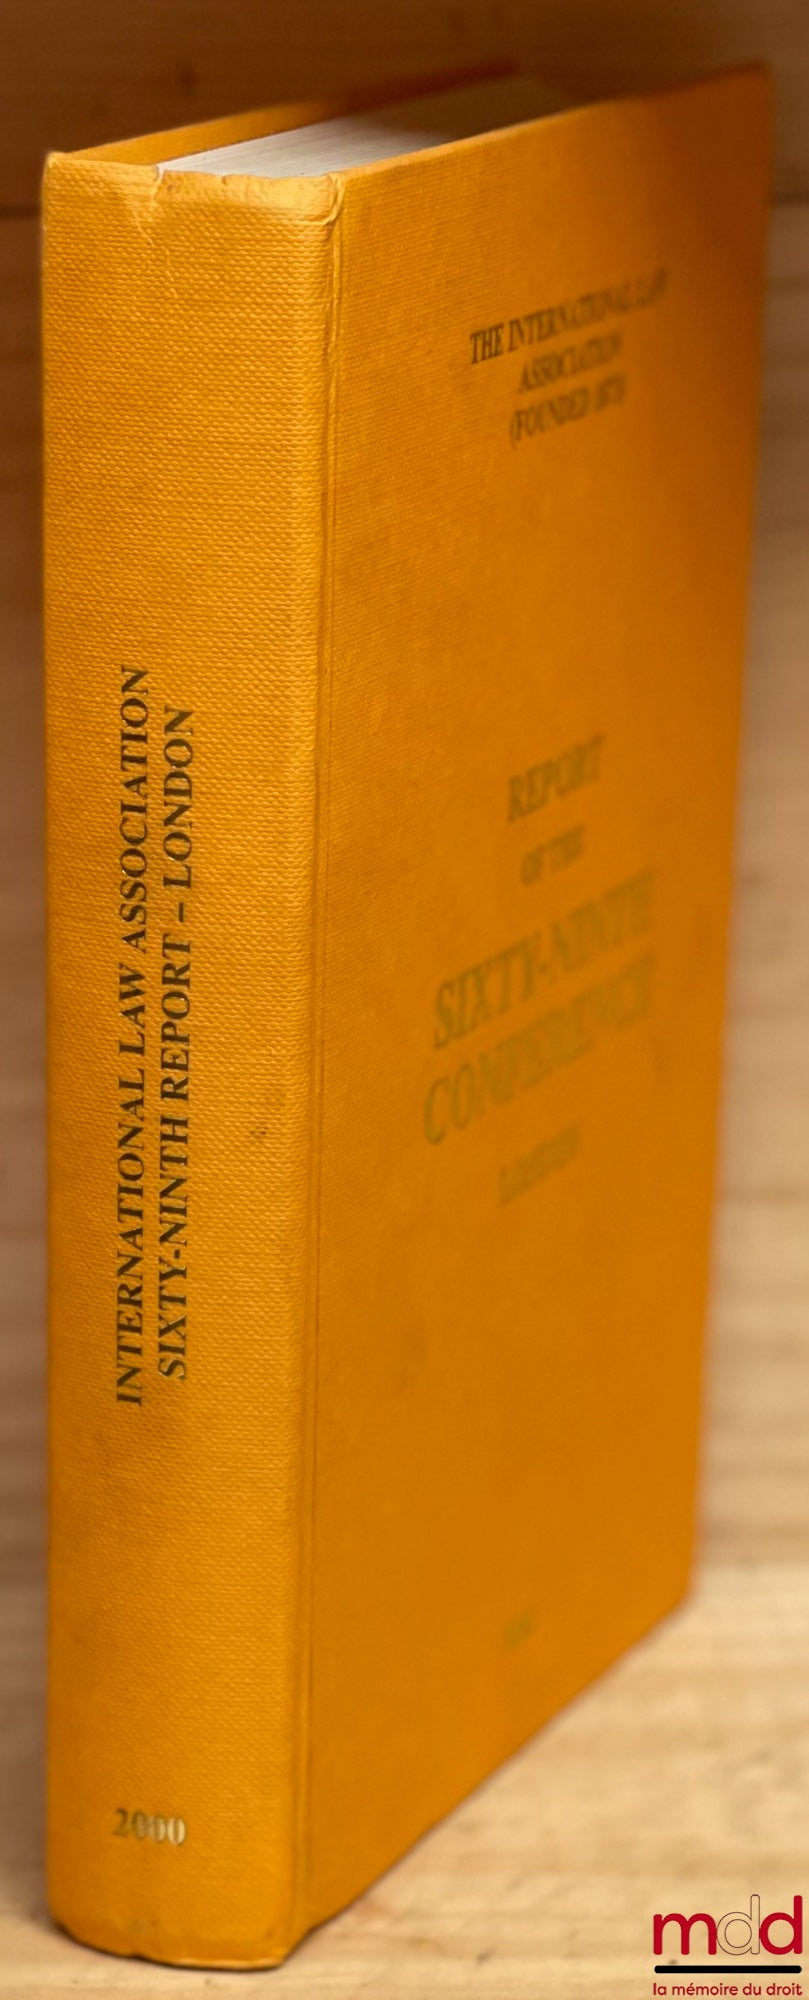 INTERNATIONAL LAW ASSOCIATION
SIXTY-NINTH REPORT – LONDON
2000
THE INTERNATIONAL LAW
ASSOCIATION
(FOUNDED 1873)
REPORT
OF THE
SIXTY-NINTH
CONFERENCE
LONDON
mdd
la mémoire du droit